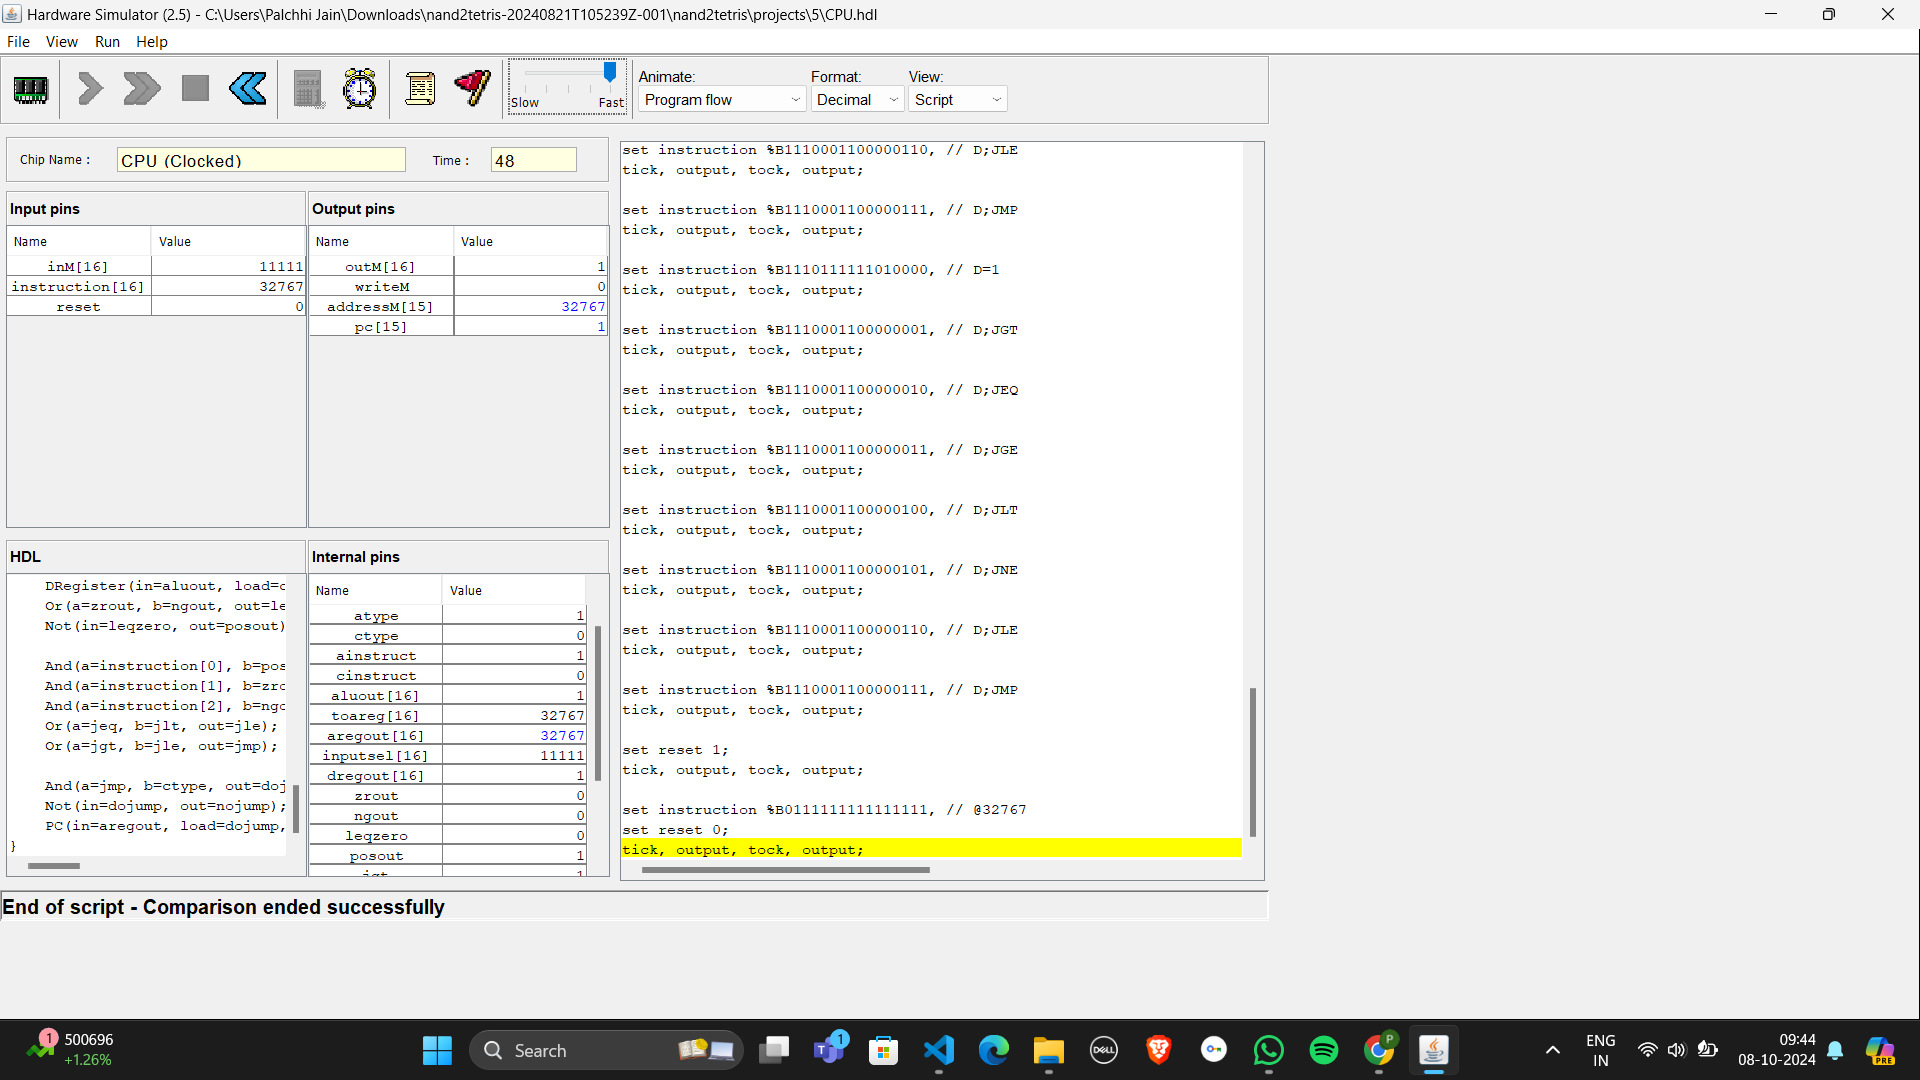 Hardware Simulator (2.5) - C:\Users\Palchhi Jain\Downloads\nand2tetris-20240821T105239Z-001\nand2tetris\projects\5\CPU.hdl
File View Run Help
Slow Fast
Animate: Format: View:
Program flow Decimal Script
Chip Name : CPU (Clocked) Time : 48
Input pins
Name Value
inM[16] 11111
instruction[16] 32767
reset 0
Output pins
Name Value
outM[16] 1
writeM 0
addressM[15] 32767
pc[15] 1
HDL
DRegister(in=aluout, load=c
Or(a=zrout, b=ngout, out=le
Not(in=leqzero, out=posout)
And(a=instruction[0], b=pos
And(a=instruction[1], b=zrc
And(a=instruction[2], b=ngo
Or(a=jeq, b=jlt, out=jle);
Or(a=jgt, b=jle, out=jmp);
And(a=jmp, b=ctype, out=doj
Not(in=dojump, out=nojump);
PC(in=aregout, load=dojump,
}
Internal pins
Name Value
atype 1
ctype 0
ainstruct 1
cinstruct 0
aluout[16] 1
toareg[16] 32767
aregout[16] 32767
inputsel[16] 11111
dregout[16] 1
zrout 0
ngout 0
leqzero 0
posout 1
set instruction %B1110001100000110, // D;JLE
tick, output, tock, output;
set instruction %B1110001100000111, // D;JMP
tick, output, tock, output;
set instruction %B1110111111010000, // D=1
tick, output, tock, output;
set instruction %B1110001100000001, // D;JGT
tick, output, tock, output;
set instruction %B1110001100000010, // D;JEQ
tick, output, tock, output;
set instruction %B1110001100000011, // D;JGE
tick, output, tock, output;
set instruction %B1110001100000100, // D;JLT
tick, output, tock, output;
set instruction %B1110001100000101, // D;JNE
tick, output, tock, output;
set instruction %B1110001100000110, // D;JLE
tick, output, tock, output;
set instruction %B1110001100000111, // D;JMP
tick, output, tock, output;
set reset 1;
tick, output, tock, output;
set instruction %B0111111111111111, // @32767
set reset 0;
tick, output, tock, output;
End of script - Comparison ended successfully
1 500696
+1.26%
Search
1
DELL
P
ENG
IN
09:44
08-10-2024
PRE